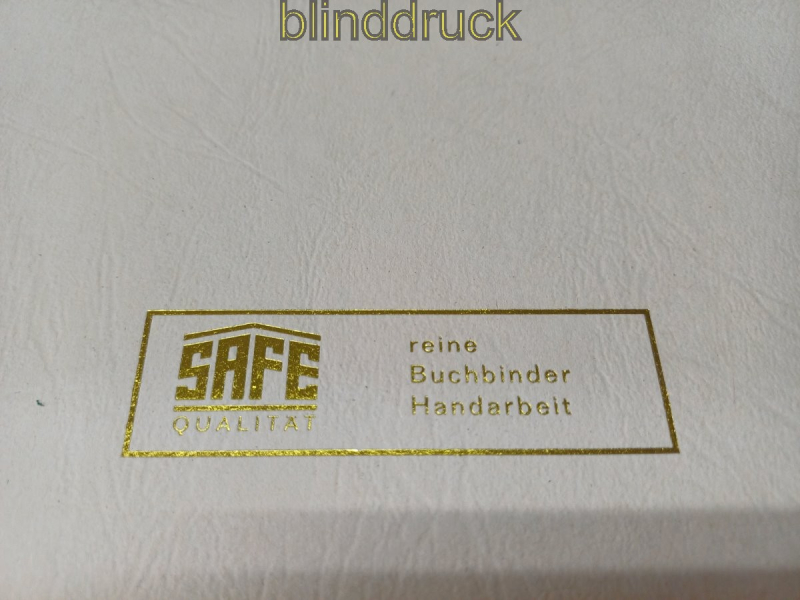 blinddruck
SAFE
QUALITÄT
reine
Buchbinder
Handarbeit